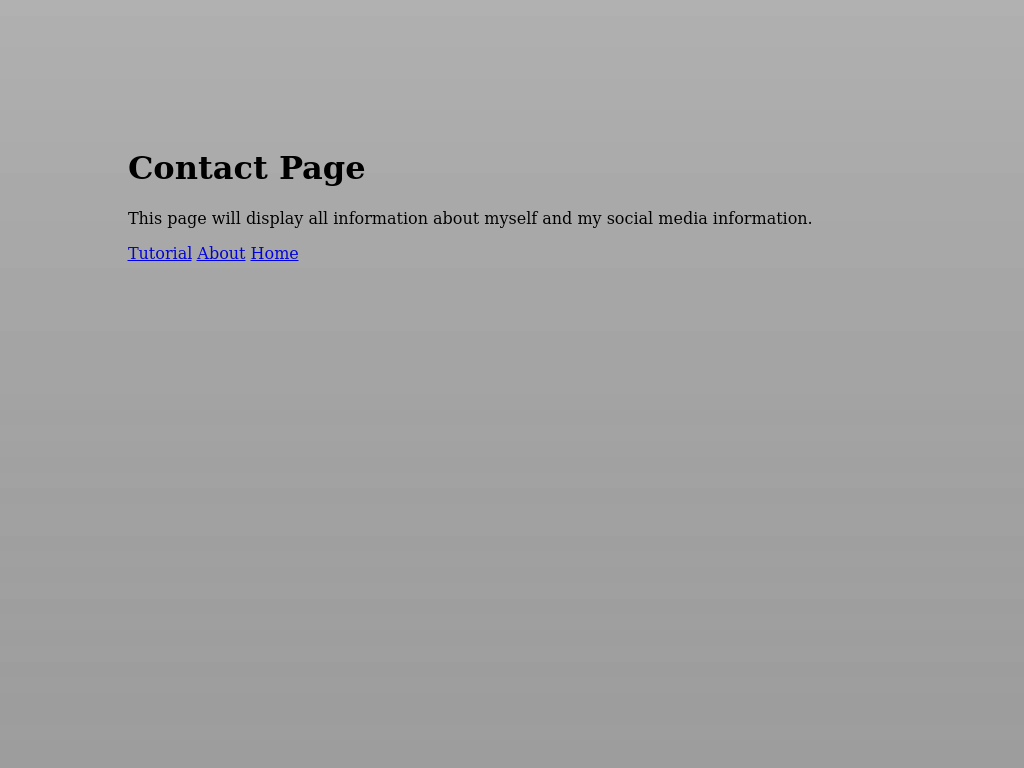 Contact Page
This page will display all information about myself and my social media information.
Tutorial About Home